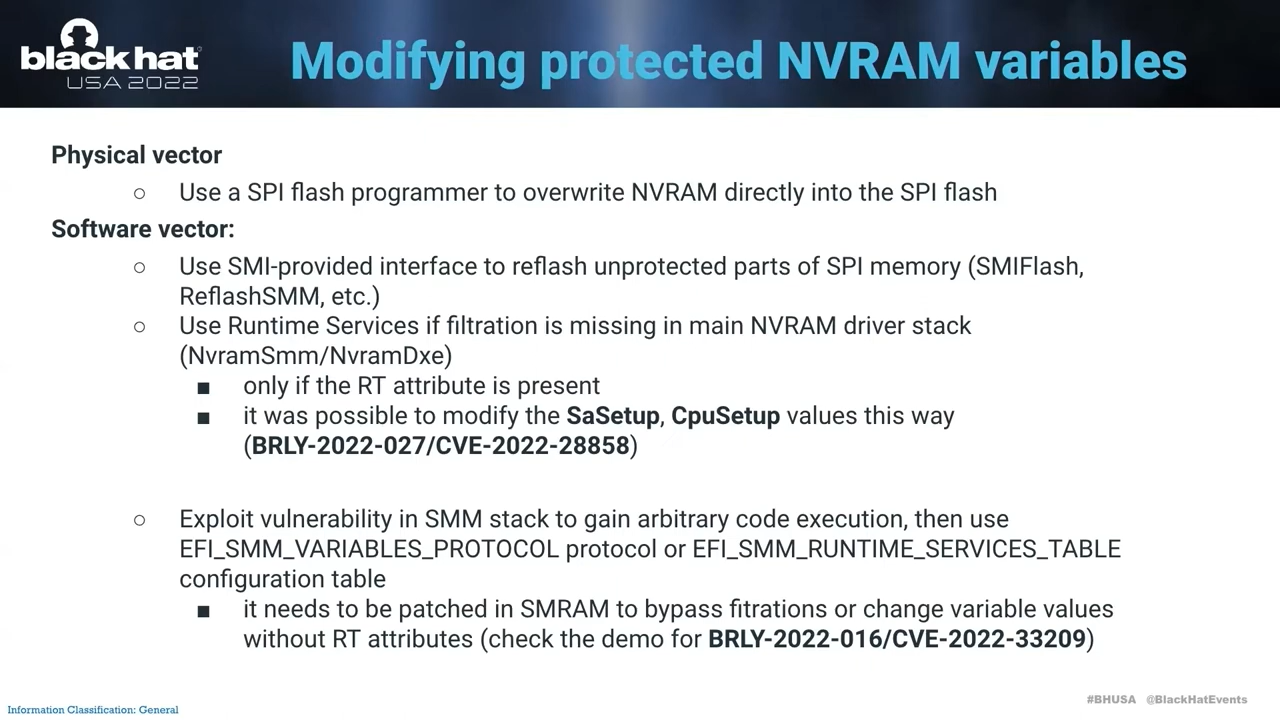 black hat
USA 2022
Modifying protected NVRAM variables
Physical vector
○ Use a SPI flash programmer to overwrite NVRAM directly into the SPI flash
Software vector:
○ Use SMI-provided interface to reflash unprotected parts of SPI memory (SMIFlash,
ReflashSMM, etc.)
○ Use Runtime Services if filtration is missing in main NVRAM driver stack
(NvramSmm/NvramDxe)
■ only if the RT attribute is present
■ it was possible to modify the SaSetup, CpuSetup values this way
(BRLY-2022-027/CVE-2022-28858)
○ Exploit vulnerability in SMM stack to gain arbitrary code execution, then use
EFI_SMM_VARIABLES_PROTOCOL protocol or EFI_SMM_RUNTIME_SERVICES_TABLE
configuration table
■ it needs to be patched in SMRAM to bypass fitrations or change variable values
without RT attributes (check the demo for BRLY-2022-016/CVE-2022-33209)
#BHUSA @BlackHatEvents
Information Classification: General